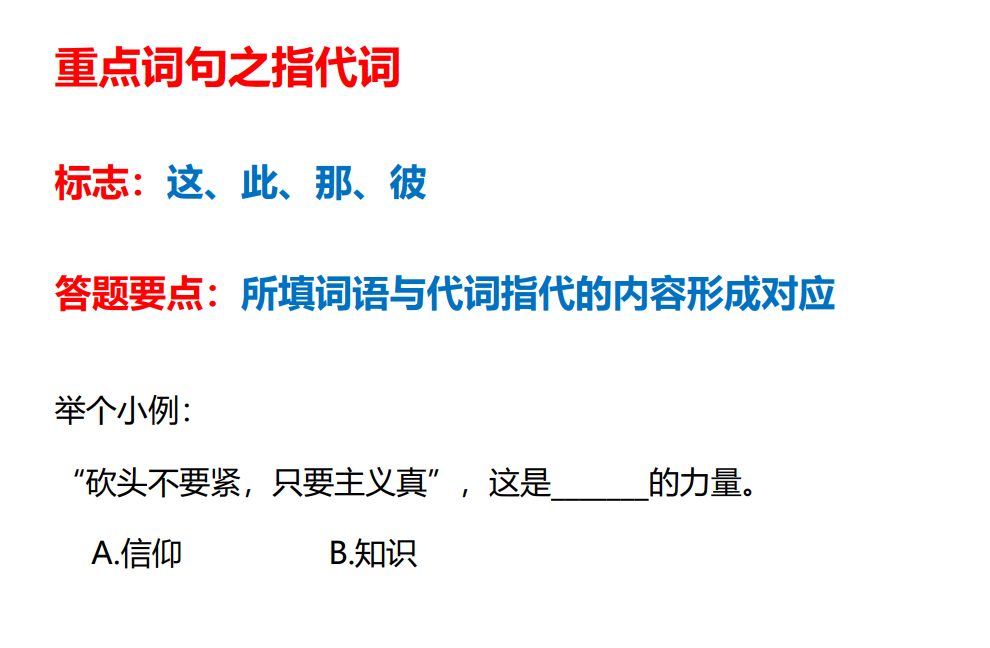 重点词句之指代词
标志：这、此、那、彼
答题要点：所填词语与代词指代的内容形成对应
举个小例：
“砍头不要紧，只要主义真”，这是_______的力量。
A.信仰 B.知识